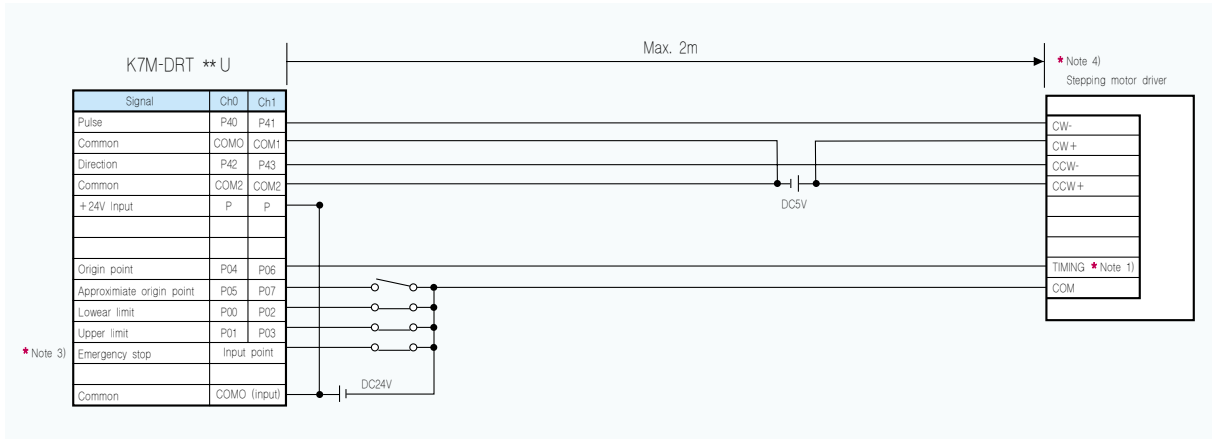 Max. 2m
K7M-DRT **U
* Note 4)
Stepping motor driver
Signal Ch0 Ch1
Pulse P40 P41
CW-
Common COM0 COM1
CW+
Direction P42 P43
CCW-
Common COM2 COM2
CCW+
+24V Input P P
DC5V
Origin point P04 P06
TIMING * Note 1)
Approximiate origin point P05 P07
COM
Lowear limit P00 P02
Upper limit P01 P03
* Note 3) Emergency stop Input point
DC24V
Common COM0 (input)